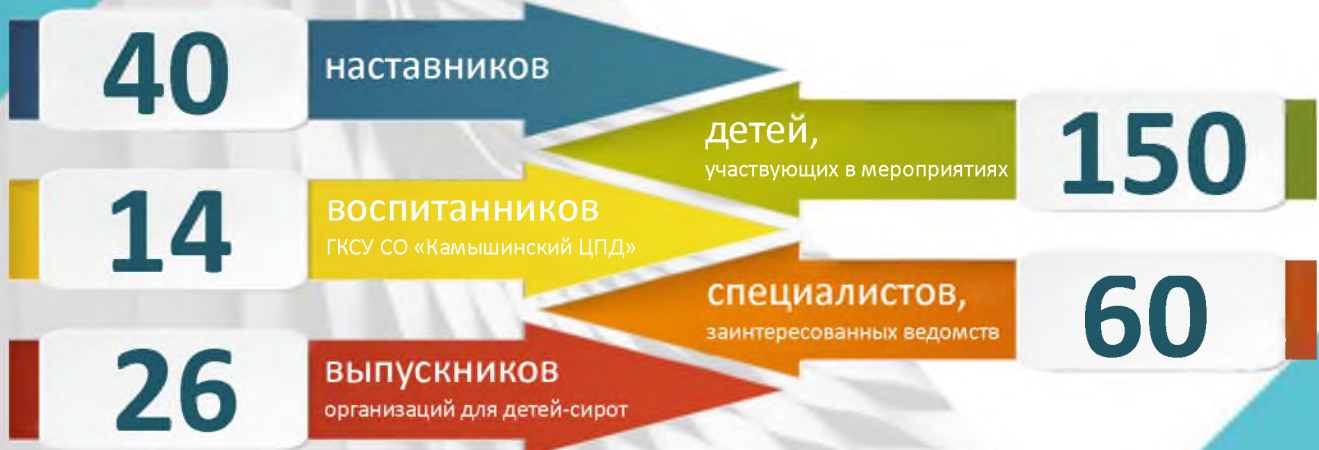 40
наставников
14
воспитанников
ГКСУ СО «Камышинский ЦПД»
26
выпускников
организаций для детей-сирот
детей,
участвующих в мероприятиях
150
специалистов,
заинтересованных ведомств
60